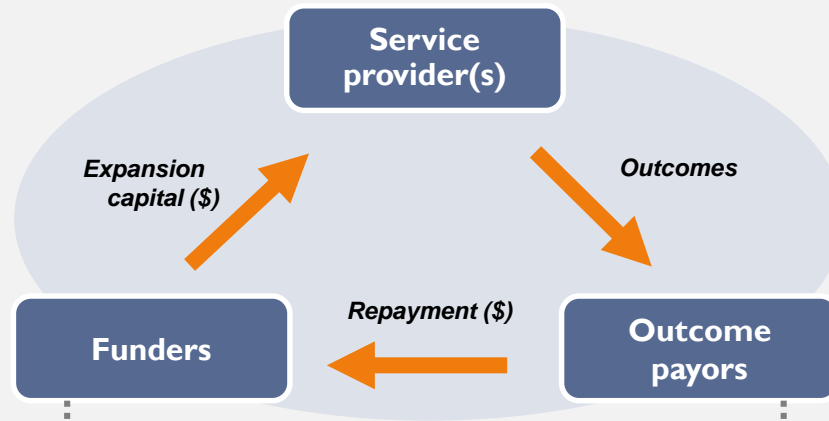 Service
provider(s)
Expansion
capital ($)
Outcomes
Repayment ($)
Funders
Outcome
payors